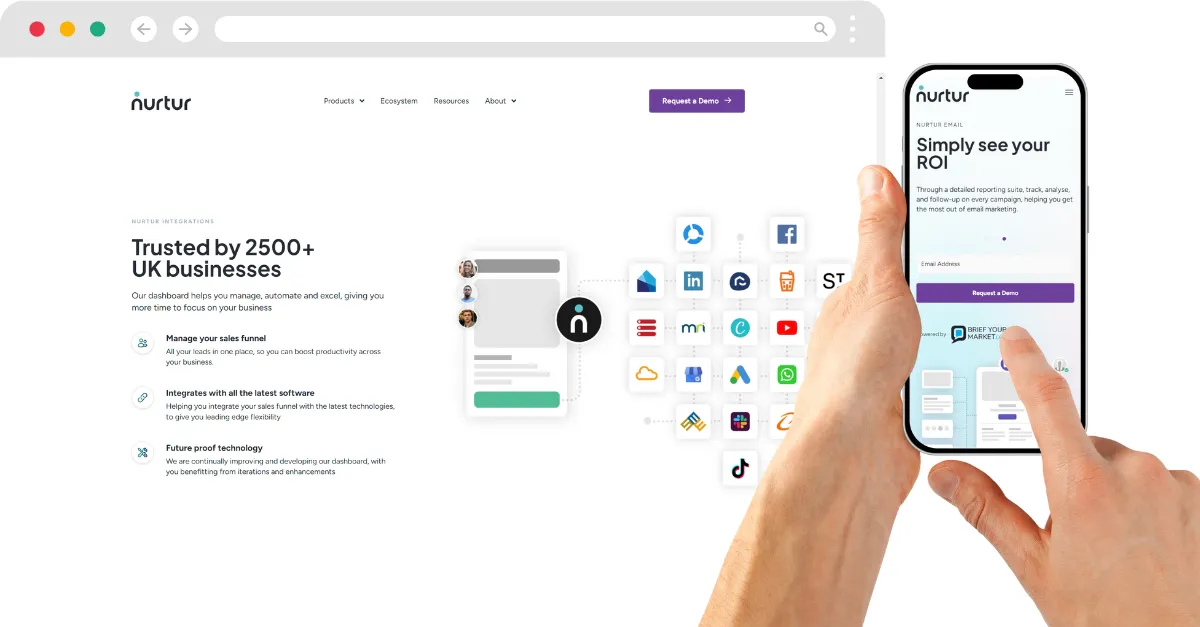 nurtur
Products
Ecosystem
Resources
About
Request a Demo
NURTUR INTEGRATIONS
Trusted by 2500+
UK businesses
Our dashboard helps you manage, automate and excel, giving you
more time to focus on your business
Manage your sales funnel
All your leads in one place, so you can boost productivity across
your business.
Integrates with all the latest software
Helping you integrate your sales funnel with the latest technologies,
to give you leading edge flexibility
Future proof technology
We are continually improving and developing our dashboard, with
you benefitting from iterations and enhancements
in
mri
nurtur
NURTUR EMAIL
Simply see your
ROI
Through a detailed reporting suite, track, analyse,
and follow-up on every campaign, helping you get
the most out of email marketing
Email Address
Request a Demo
BRIEF YOUR
MARKET